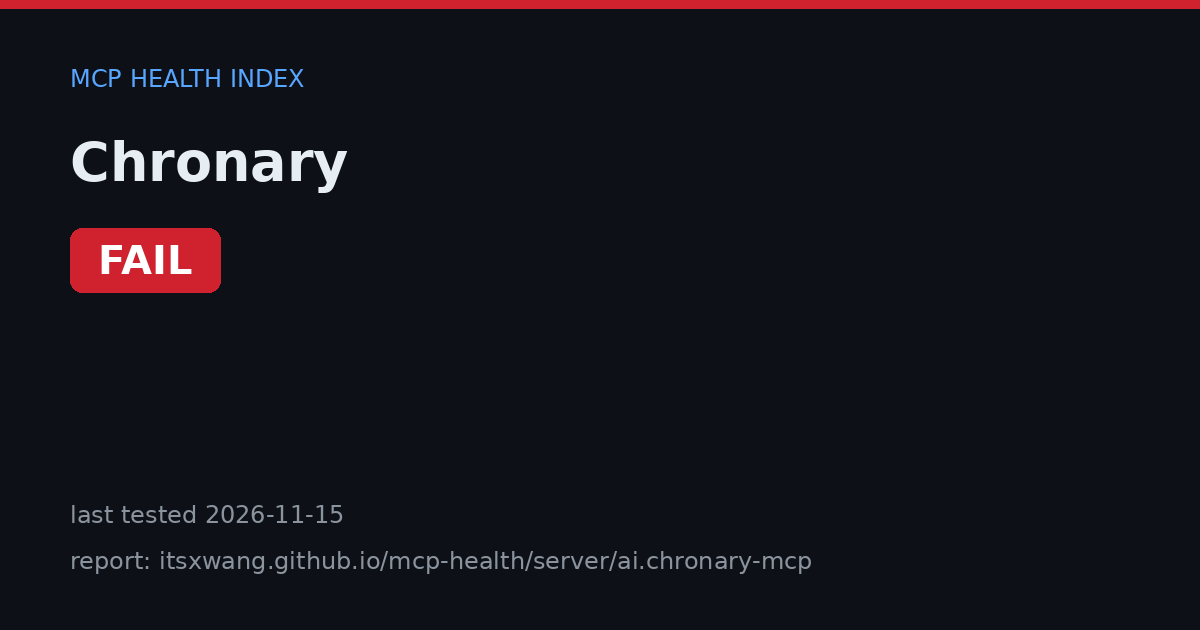 MCP HEALTH INDEX
Chronary
FAIL
last tested 2026-11-15
report: itsxwang.github.io/mcp-health/server/ai.chronary-mcp